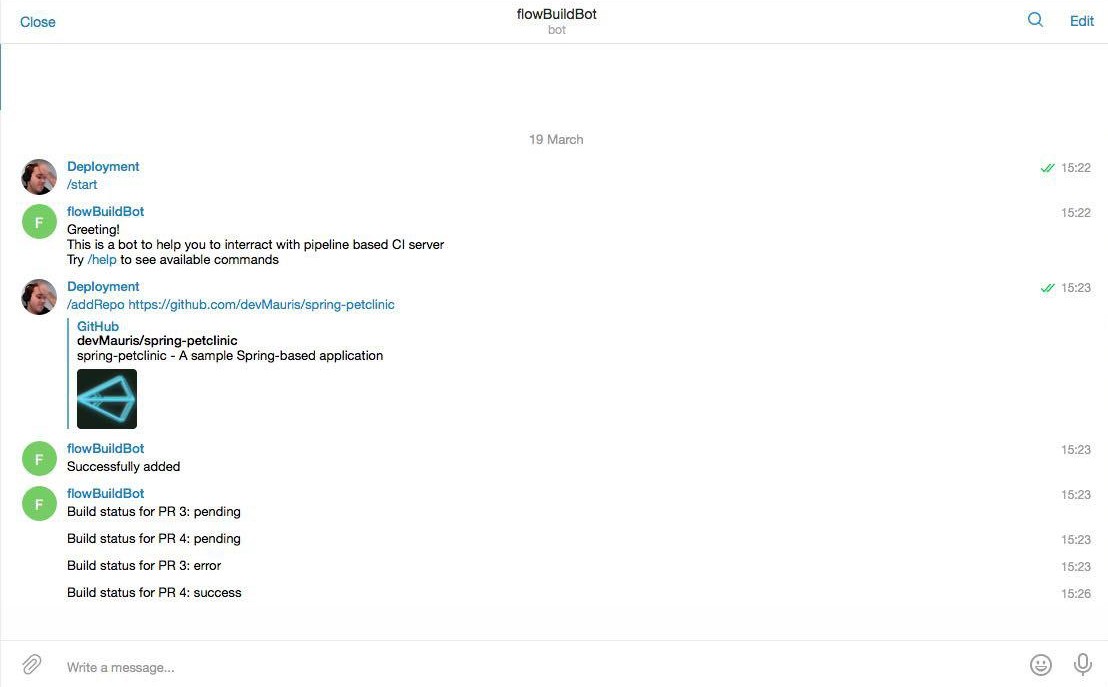 Close
flowBuildBot
Edit
bot
19 March
Deployment
15:22
/start
F
flowBuildBot
15:22
Greeting!
This is a bot to help you to interract with pipeline based CI server
Try /help to see available commands
Deployment
15:23
/addRepo https://github.com/devMauris/spring-petclinic
GitHub
devMauris/spring-petclinic
spring-petclinic - A sample Spring-based application
F
flowBuildBot
15:23
Successfully added
F
flowBuildBot
15:23
Build status for PR 3: pending
Build status for PR 4: pending
15:23
Build status for PR 3: error
15:23
Build status for PR 4: success
15:26
Write a message...